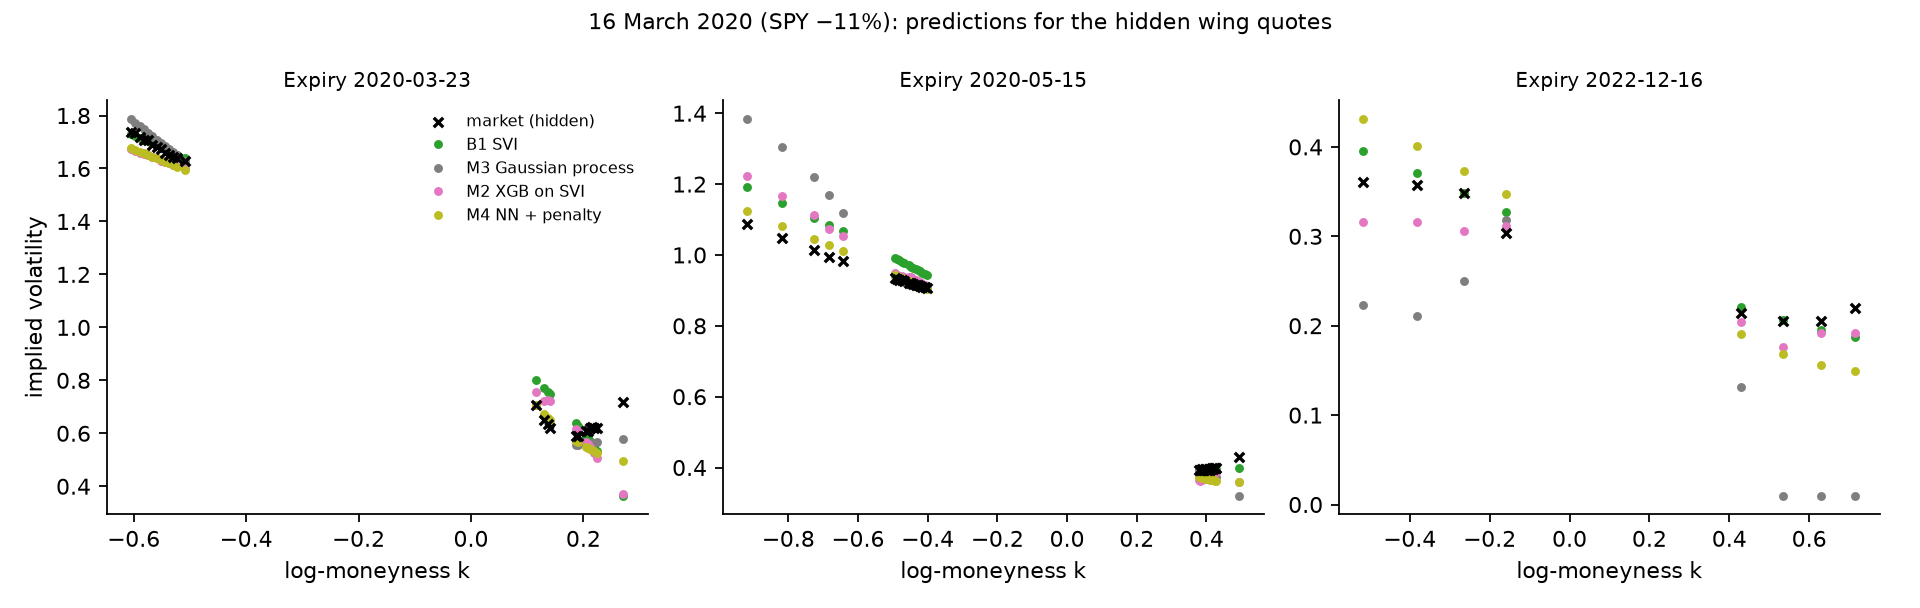 16 March 2020 (SPY −11%): predictions for the hidden wing quotes
Expiry 2020-03-23
Expiry 2020-05-15
Expiry 2022-12-16
implied volatility
1.8
1.6
1.4
1.2
1.0
0.8
0.6
0.4
market (hidden)
B1 SVI
M3 Gaussian process
M2 XGB on SVI
M4 NN + penalty
−0.6 −0.4 −0.2 0.0 0.2
log-moneyness k
1.4
1.2
1.0
0.8
0.6
0.4
−0.8 −0.6 −0.4 −0.2 0.0 0.2 0.4
log-moneyness k
0.4
0.3
0.2
0.1
0.0
−0.4 −0.2 0.0 0.2 0.4 0.6
log-moneyness k